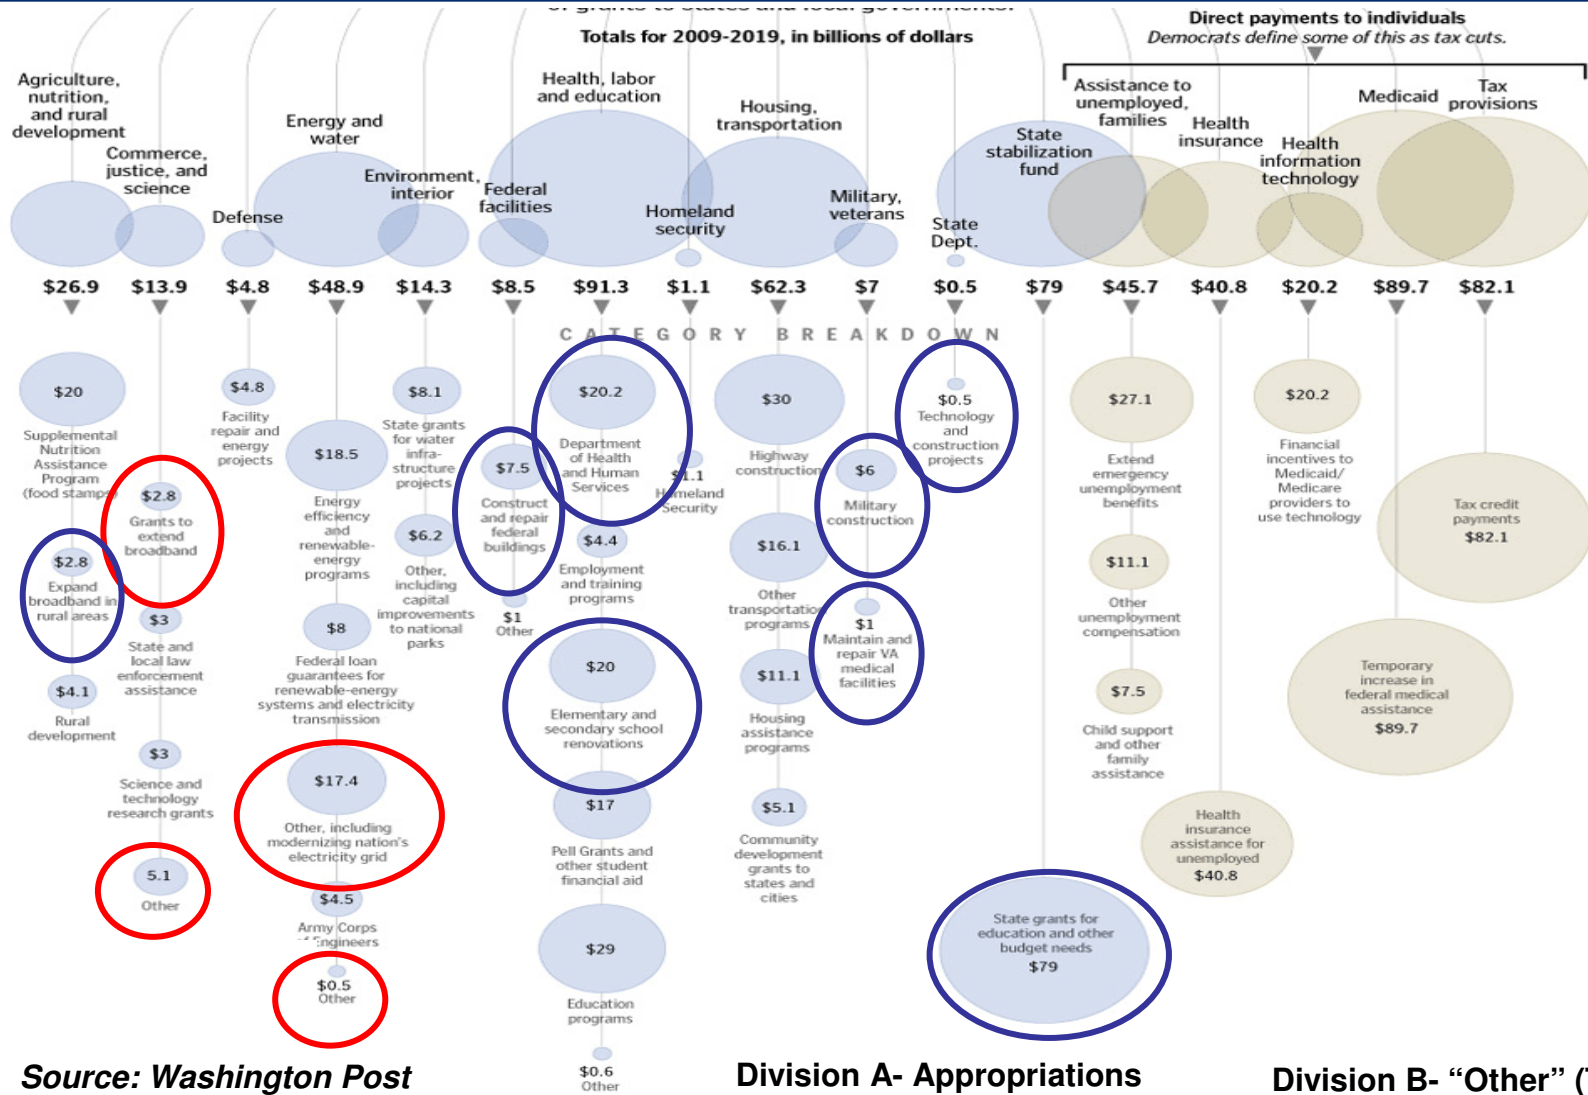 of grants to states and local governments.
Totals for 2009-2019, in billions of dollars
Direct payments to individuals
Democrats define some of this as tax cuts.
Agriculture,
nutrition,
and rural
development
Commerce,
justice, and
science
Defense
Energy and
water
Environment,
interior
Federal
facilities
Health, labor
and education
Homeland
security
Housing,
transportation
Military,
veterans
State
Dept.
State
stabilization
fund
Assistance to
unemployed,
families
Health
insurance
Health
information
technology
Medicaid
Tax
provisions
$26.9
$13.9
$4.8
$48.9
$14.3
$8.5
$91.3
$1.1
$62.3
$7
$0.5
$79
$45.7
$40.8
$20.2
$89.7
$82.1
CATEGORY BREAKDOWN
$20
Supplemental
Nutrition
Assistance
Program
(food stamps)
$2.8
Expand
broadband in
rural areas
$4.1
Rural
development
$2.8
Grants to
extend
broadband
$3
State and
local law
enforcement
assistance
$3
Science and
technology
research grants
5.1
Other
$4.8
Facility
repair and
energy
projects
$18.5
Energy
efficiency
and
renewable-
energy
programs
$8
Federal loan
guarantees for
renewable-energy
systems and electricity
transmission
$17.4
Other, including
modernizing nation's
electricity grid
$4.5
Army Corps
of Engineers
$0.5
Other
$8.1
State grants
for water
infra-
structure
projects
$6.2
Other,
including
capital
improvements
to national
parks
$7.5
Construct
and repair
federal
buildings
$1
Other
$20.2
Department
of Health
and Human
Services
$4.4
Employment
and training
programs
$20
Elementary and
secondary school
renovations
$17
Pell Grants and
other student
financial aid
$29
Education
programs
$0.6
Other
$1.1
Homeland
Security
$30
Highway
construction
$16.1
Other
transportation
programs
$11.1
Housing
assistance
programs
$5.1
Community
development
grants to
states and
cities
$6
Military
construction
$1
Maintain and
repair VA
medical
facilities
$0.5
Technology
and
construction
projects
State grants for
education and other
budget needs
$79
$27.1
Extend
emergency
unemployment
benefits
$11.1
Other
unemployment
compensation
$7.5
Child support
and other
family
assistance
Health
insurance
assistance for
unemployed
$40.8
$20.2
Financial
incentives to
Medicaid/
Medicare
providers to
use technology
Temporary
increase in
federal medical
assistance
$89.7
Tax credit
payments
$82.1
Source: Washington Post
Division A- Appropriations
Division B- “Other” (T